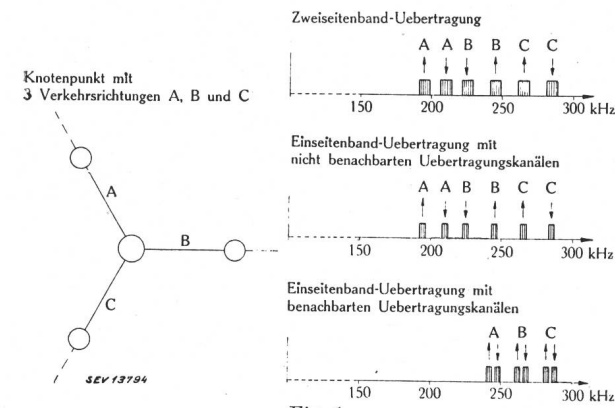 Knotenpunkt mit
3 Verkehrsrichtungen A, B und C
A
B
C
SEV 13794
Zweiseitenband-Uebertragung
A A B B C C
150 200 250 300 kHz
Einseitenband-Uebertragung mit
nicht benachbarten Uebertragungskanälen
A A B B C C
150 200 250 300 kHz
Einseitenband-Uebertragung mit
benachbarten Uebertragungskanälen
A B C
150 200 250 300 kHz